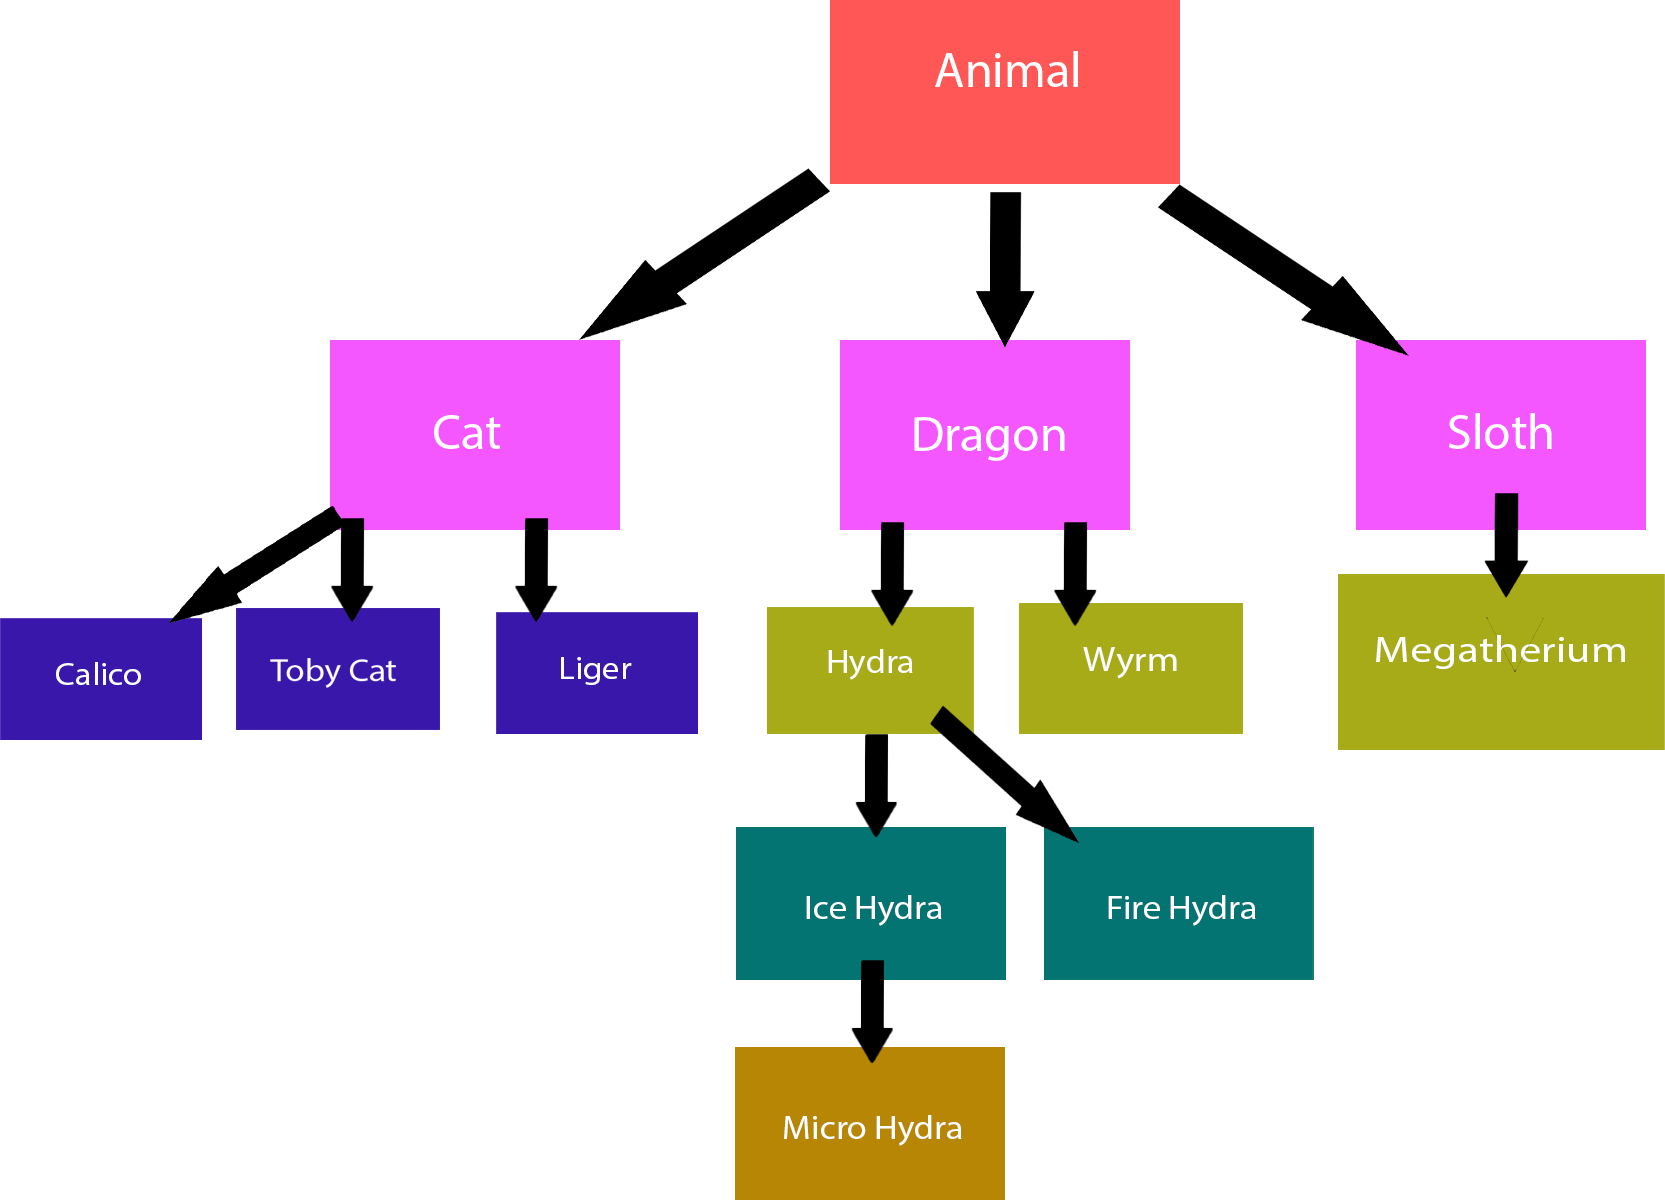 Animal
Cat
Dragon
Sloth
Calico
Toby Cat
Liger
Hydra
Wyrm
Megatherium
Ice Hydra
Fire Hydra
Micro Hydra